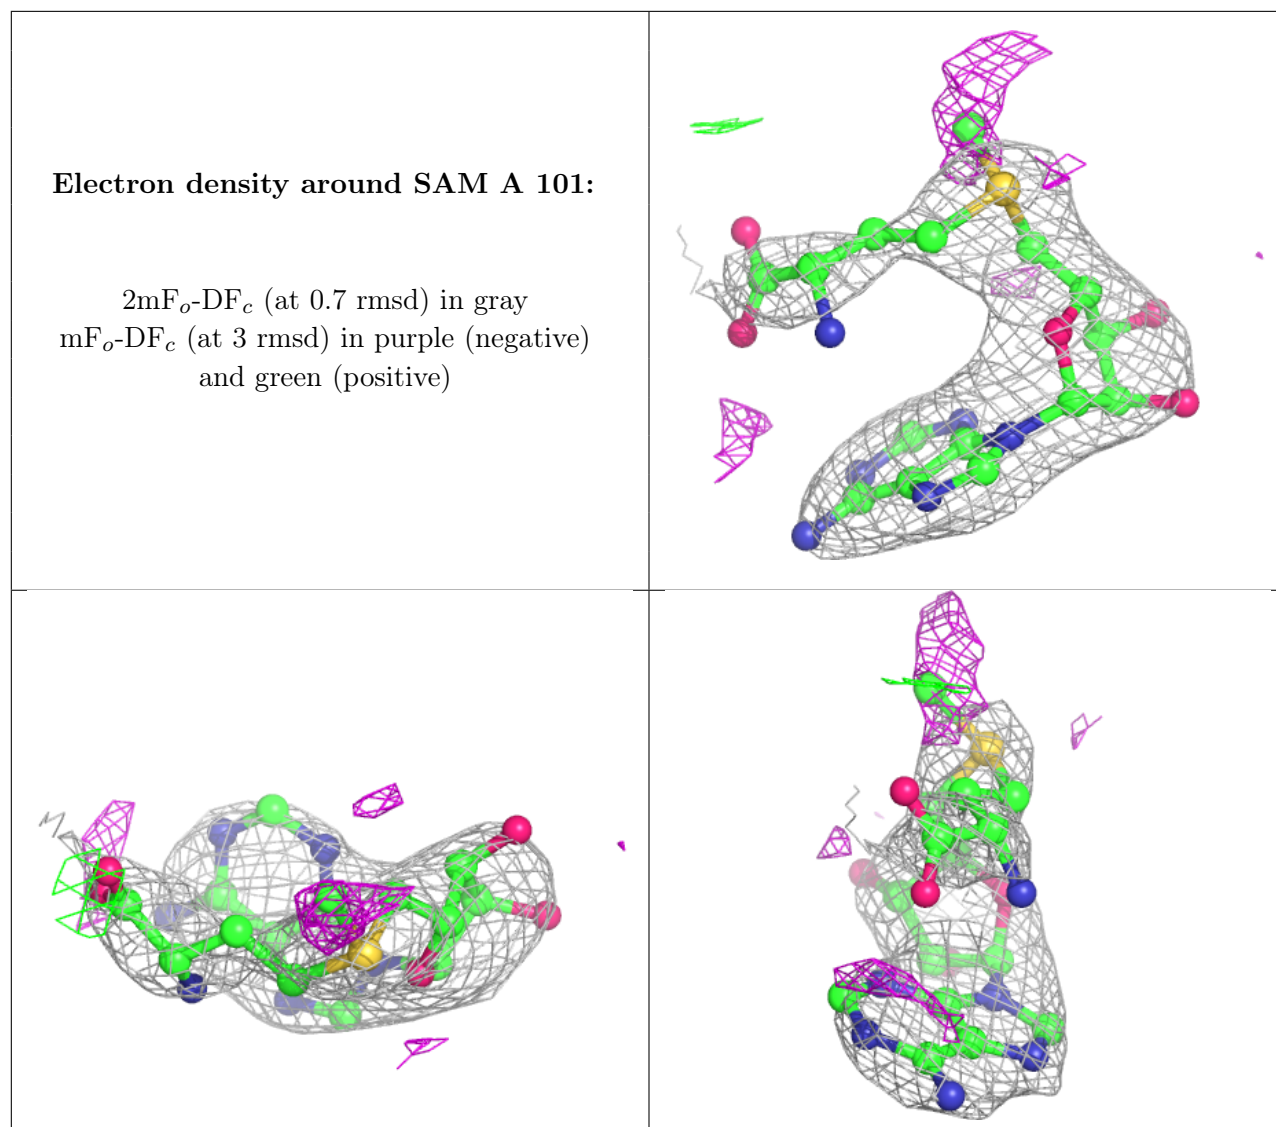 Electron density around SAM A 101:
2mFo-DFc (at 0.7 rmsd) in gray
mFo-DFc (at 3 rmsd) in purple (negative)
and green (positive)